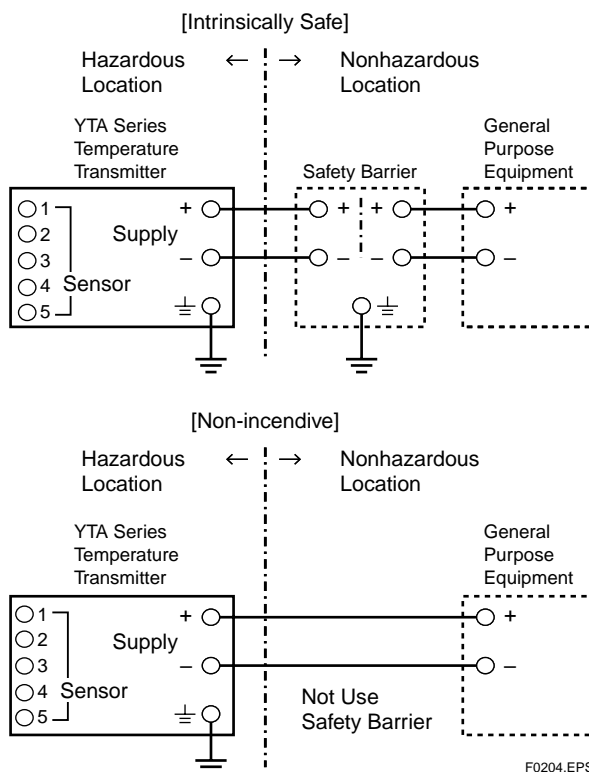 [Intrinsically Safe]
Hazardous
Location
← →
Nonhazardous
Location
YTA Series
Temperature
Transmitter
Safety Barrier
General
Purpose
Equipment
1
2
3
4
5
Sensor
Supply
+
–
+ +
– –
+
–
[Non-incendive]
Hazardous
Location
← →
Nonhazardous
Location
YTA Series
Temperature
Transmitter
General
Purpose
Equipment
1
2
3
4
5
Sensor
Supply
+
–
+
–
Not Use
Safety Barrier
F0204.EPS